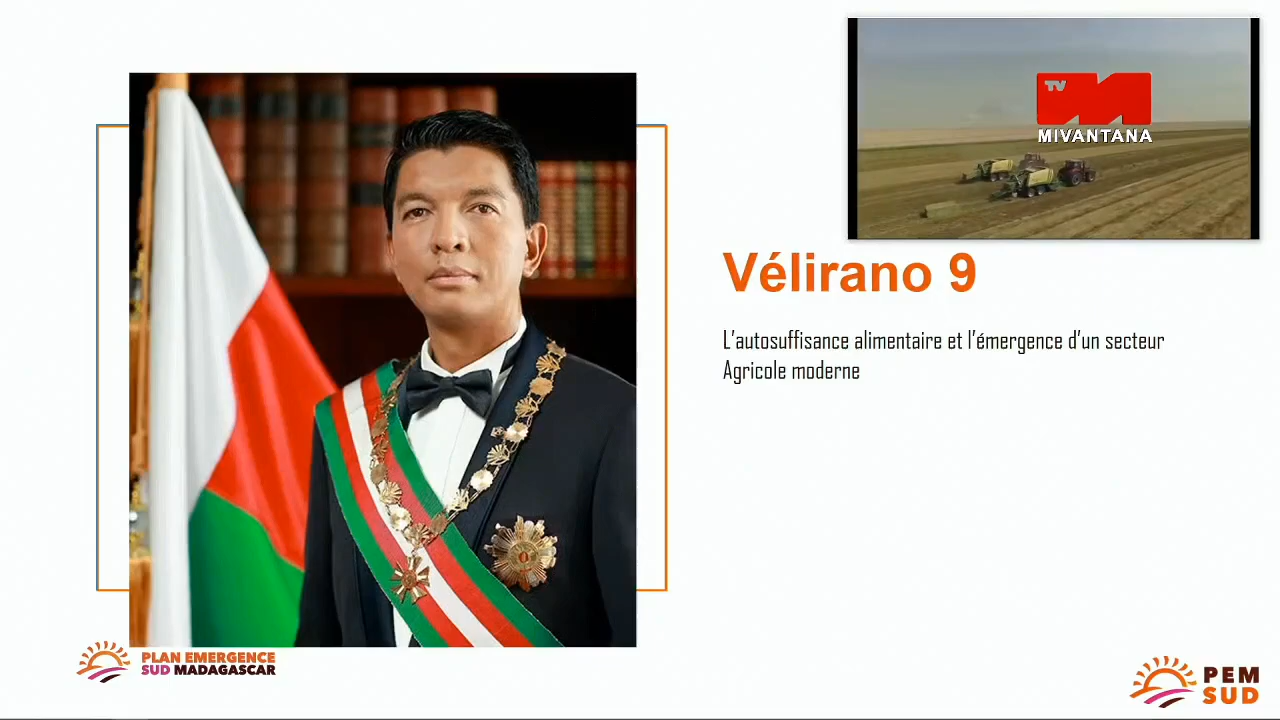 TV
MIVANTANA
Vélirano 9
L'autosuffisance alimentaire et l'émergence d'un secteur
Agricole moderne
PLAN EMERGENCE
SUD MADAGASCAR
PEM
SUD